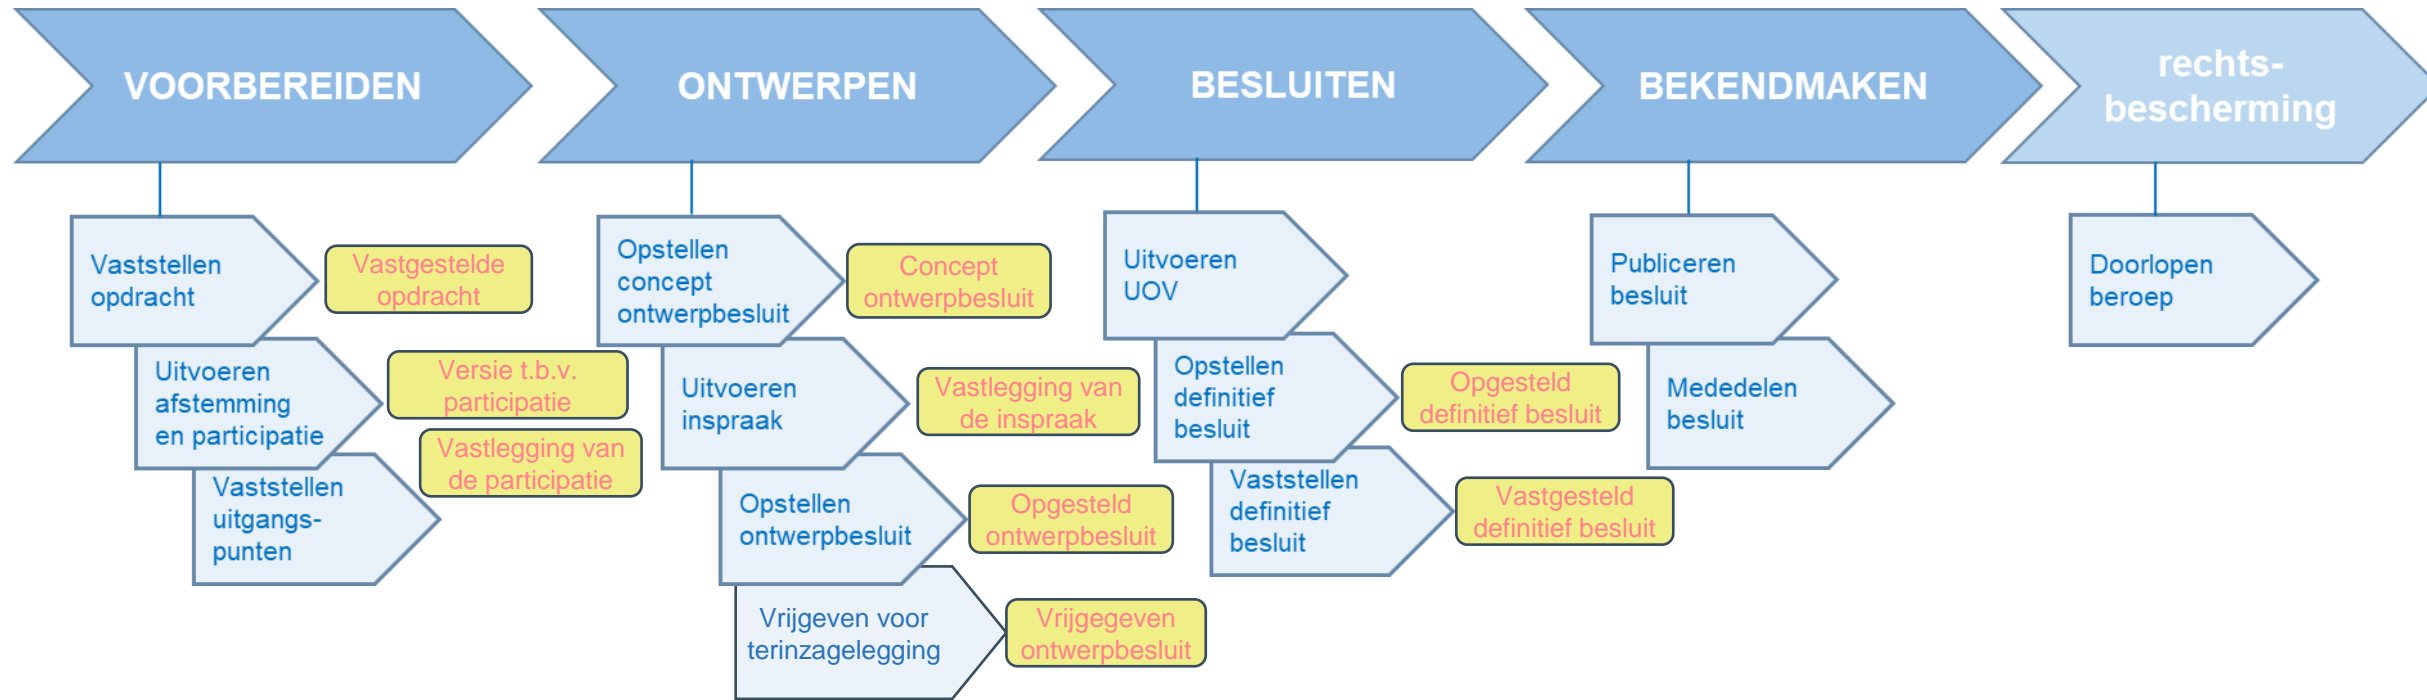 VOORBEREIDEN
ONTWERPEN
BESLUITEN
BEKENDMAKEN
rechts-
bescherming
Vaststellen
opdracht
Vastgestelde
opdracht
Uitvoeren
afstemming
en participatie
Versie t.b.v.
participatie
Vastlegging van
de participatie
Vaststellen
uitgangs-
punten
Opstellen
concept
ontwerpbesluit
Concept
ontwerpbesluit
Uitvoeren
inspraak
Vastlegging van
de inspraak
Opstellen
ontwerpbesluit
Opgesteld
ontwerpbesluit
Vrijgeven voor
terinzagelegging
Vrijgegeven
ontwerpbesluit
Uitvoeren
UOV
Opstellen
definitief
besluit
Opgesteld
definitief besluit
Vaststellen
definitief
besluit
Vastgesteld
definitief besluit
Publiceren
besluit
Mededelen
besluit
Doorlopen
beroep